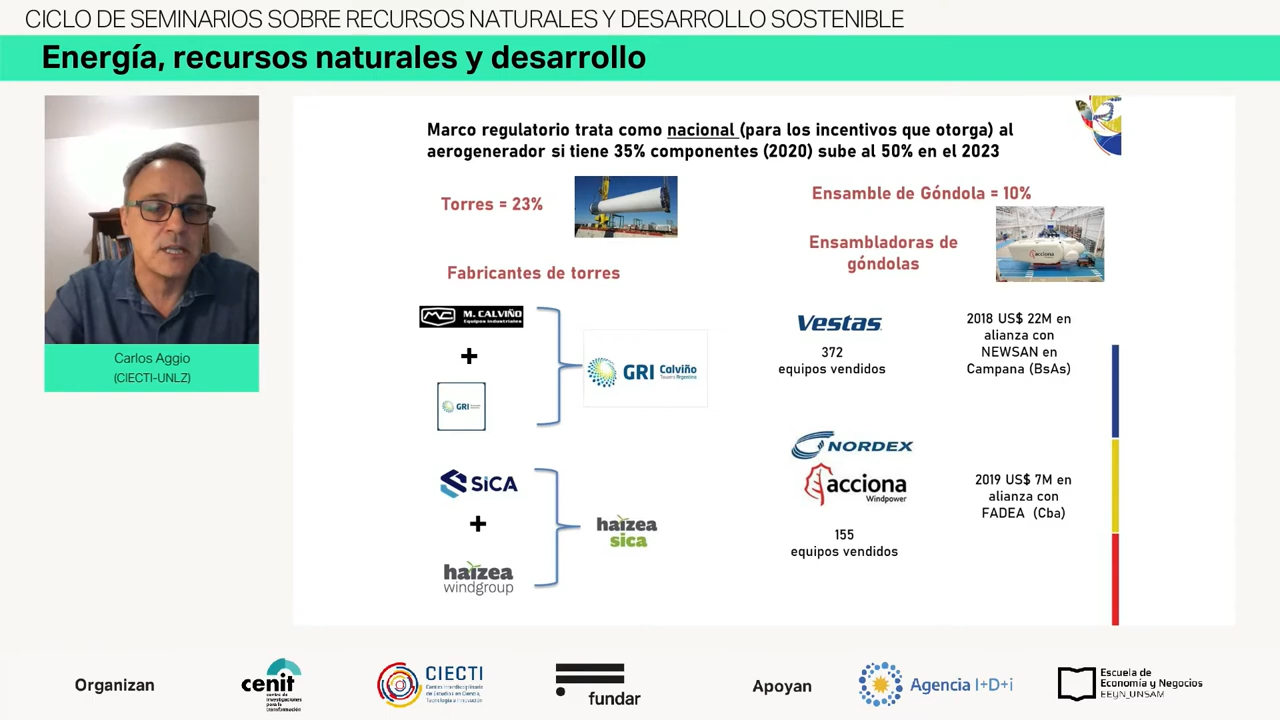 CICLO DE SEMINARIOS SOBRE RECURSOS NATURALES Y DESARROLLO SOSTENIBLE
Energía, recursos naturales y desarrollo
Carlos Aggio
(CIECTI-UNLZ)
Marco regulatorio trata como nacional (para los incentivos que otorga) al
aerogenerador si tiene 35% componentes (2020) sube al 50% en el 2023
Torres = 23%
Fabricantes de torres
M. CALVIÑO
Equipos Industriales
+
GRI
GRI Calviño
Towers Argentina
SICA
+
haizea
windgroup
haizea
sica
Ensamble de Góndola = 10%
Ensambladoras de
góndolas
acciona
Vestas
372
equipos vendidos
2018 US$ 22M en
alianza con
NEWSAN en
Campana (BsAs)
NORDEX
acciona
Windpower
155
equipos vendidos
2019 US$ 7M en
alianza con
FADEA (Cba)
Organizan
cenit
centro de
investigaciones
para la
transformación
CIECTI
Centro Interdisciplinario
de Estudios en Ciencia,
Tecnología e Innovación
fundar
Apoyan
Agencia I+D+i
Escuela de
Economía y Negocios
EEyN_UNSAM